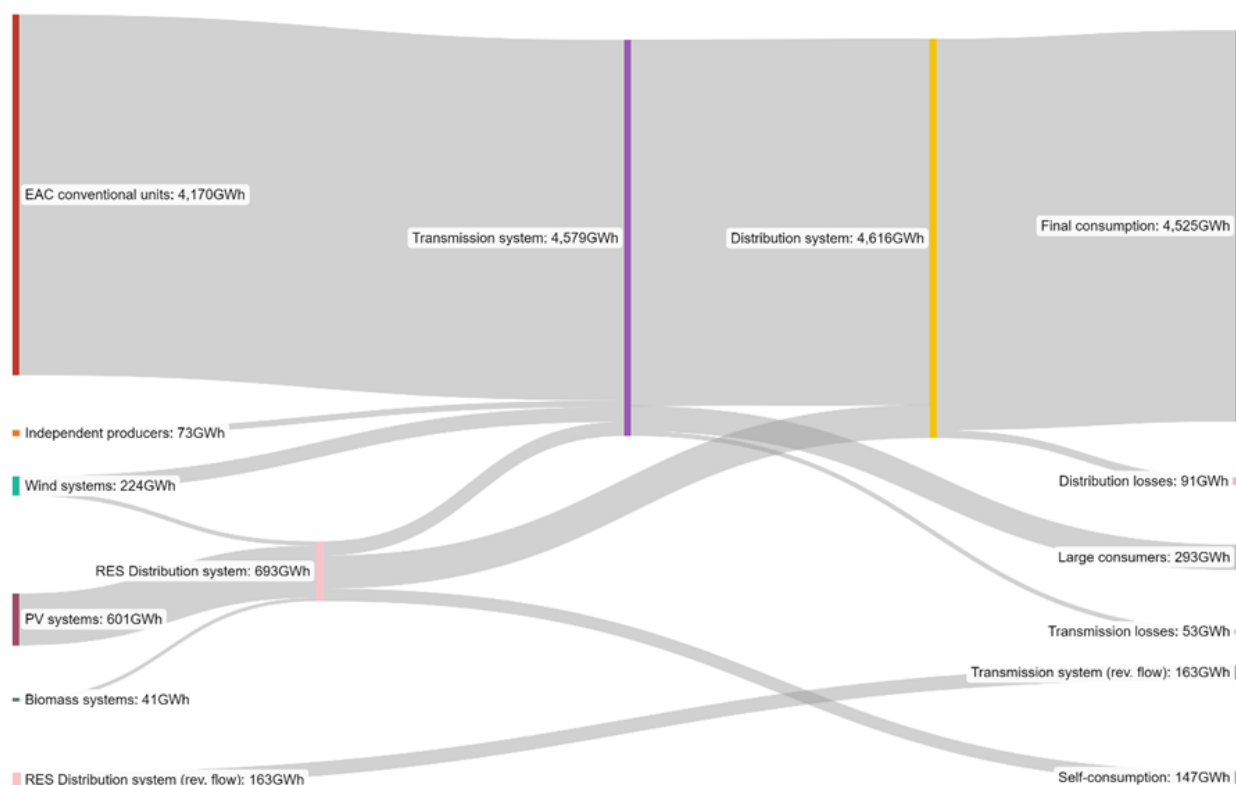 EAC conventional units: 4,170GWh
Transmission system: 4,579GWh
Distribution system: 4,616GWh
Final consumption: 4,525GWh
Independent producers: 73GWh
Wind systems: 224GWh
Distribution losses: 91GWh
Large consumers: 293GWh
RES Distribution system: 693GWh
PV systems: 601GWh
Transmission losses: 53GWh
Transmission system (rev. flow): 163GWh
Biomass systems: 41GWh
RES Distribution system (rev. flow): 163GWh
Self-consumption: 147GWh